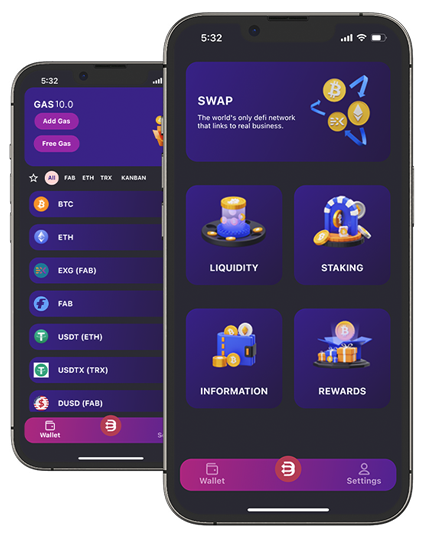 5:32
GAS 10.0
Add Gas
Free Gas
All FAB ETH TRX KANBAN
BTC
ETH
EXG (FAB)
FAB
USDT (ETH)
USDTX (TRX)
DUSD (FAB)
Wallet
5:32
SWAP
The world's only defi network
that links to real business.
LIQUIDITY
STAKING
INFORMATION
REWARDS
Wallet
Settings